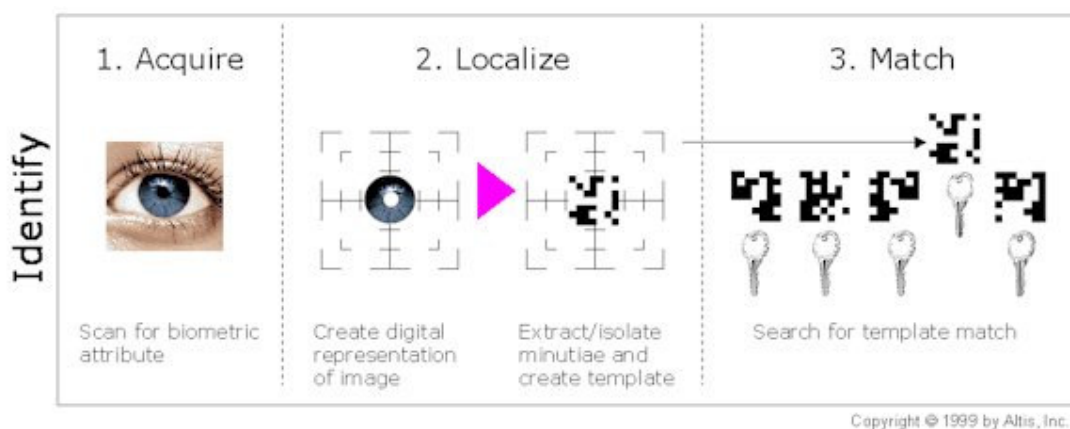 Identify
1. Acquire
2. Localize
3. Match
Scan for biometric
attribute
Create digital
representation
of image
Extract/isolate
minutiae and
create template
Search for template match
Copyright © 1999 by Altis, Inc.